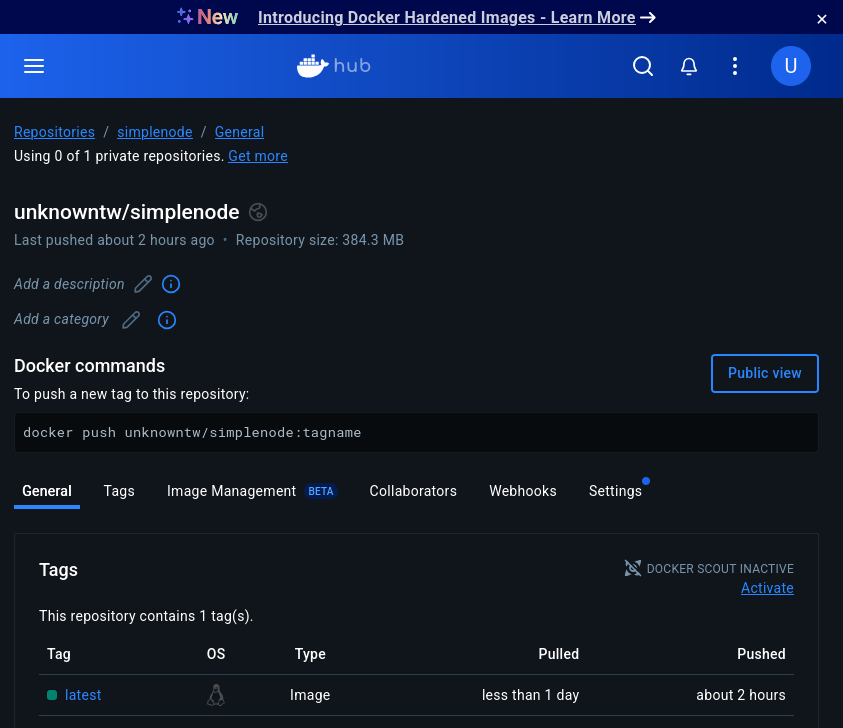 New Introducing Docker Hardened Images - Learn More →
hub
U
Repositories / simplenode / General
Using 0 of 1 private repositories. Get more
unknowntw/simplenode
Last pushed about 2 hours ago • Repository size: 384.3 MB
Add a description
Add a category
Docker commands
Public view
To push a new tag to this repository:
docker push unknowntw/simplenode:tagname
General Tags Image Management BETA Collaborators Webhooks Settings
Tags
DOCKER SCOUT INACTIVE
Activate
This repository contains 1 tag(s).
Tag OS Type Pulled Pushed
latest Image less than 1 day about 2 hours